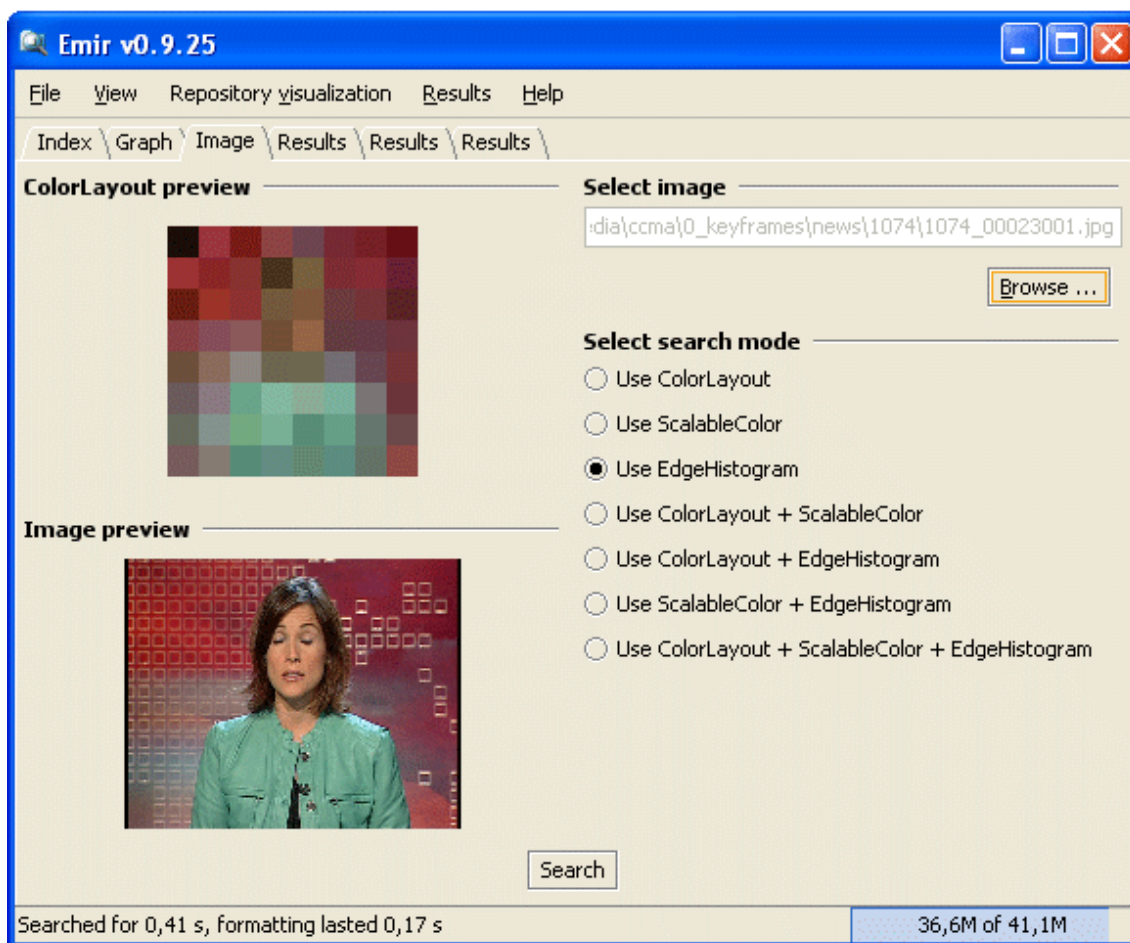 Emir v0.9.25
File View Repository visualization Results Help
Index Graph Image Results Results Results
ColorLayout preview
Select image
:dia\ccma\0_keyframes\news\1074\1074_00023001.jpg
Browse ...
Select search mode
Use ColorLayout
Use ScalableColor
Use EdgeHistogram
Use ColorLayout + ScalableColor
Use ColorLayout + EdgeHistogram
Use ScalableColor + EdgeHistogram
Use ColorLayout + ScalableColor + EdgeHistogram
Image preview
Search
Searched for 0,41 s, formatting lasted 0,17 s
36,6M of 41,1M